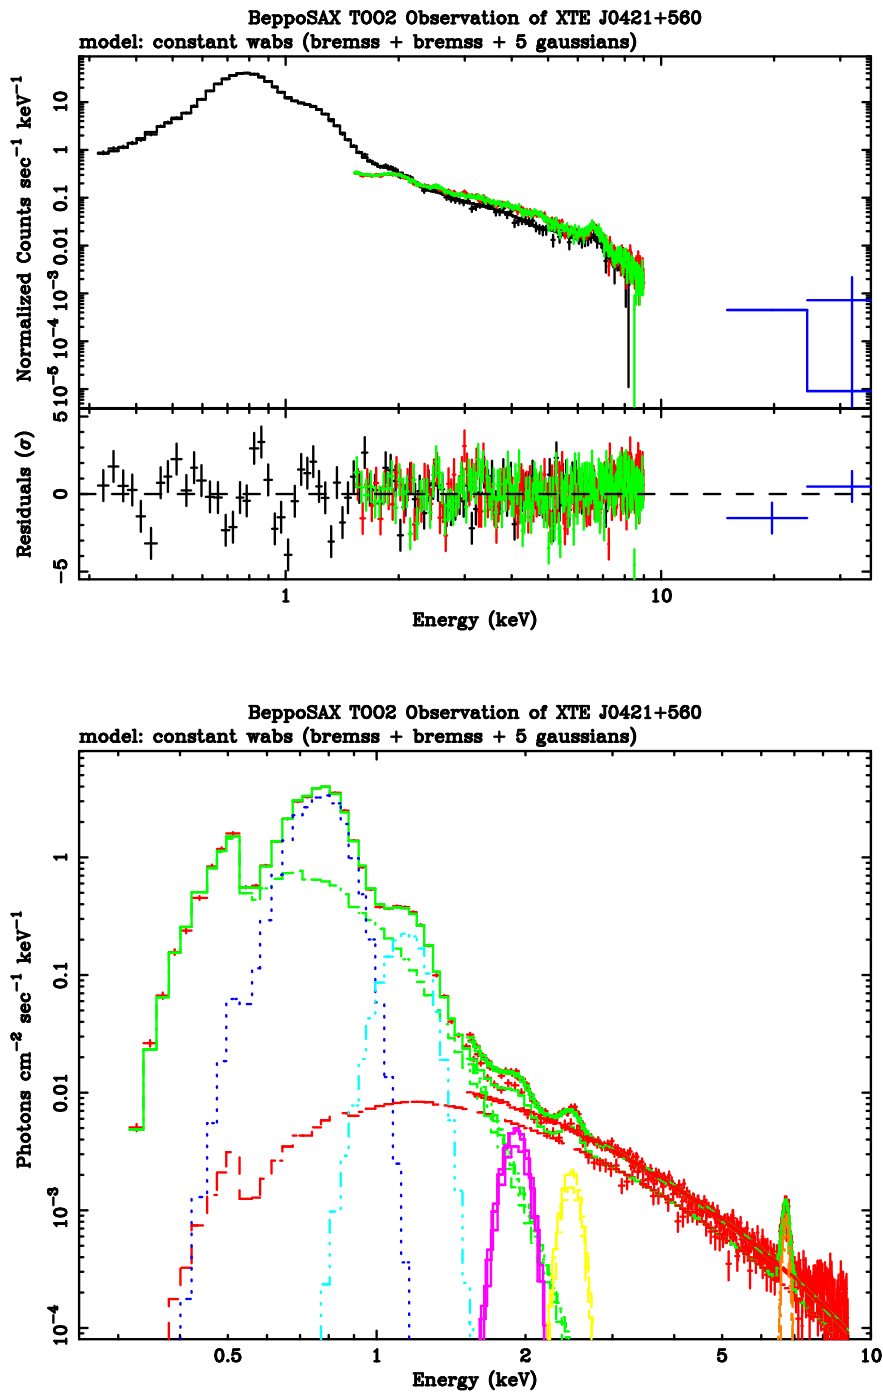 BeppoSAX TOO2 Observation of XTE J0421+560
model: constant wabs (bremss + bremss + 5 gaussians)
Normalized Counts sec⁻¹ keV⁻¹
10
1
0.1
0.01
10⁻³
10⁻⁴
10⁻⁵
Residuals (σ)
5
0
−5
1
10
Energy (keV)
BeppoSAX TOO2 Observation of XTE J0421+560
model: constant wabs (bremss + bremss + 5 gaussians)
Photons cm⁻² sec⁻¹ keV⁻¹
1
0.1
0.01
10⁻³
10⁻⁴
0.5
1
2
5
10
Energy (keV)